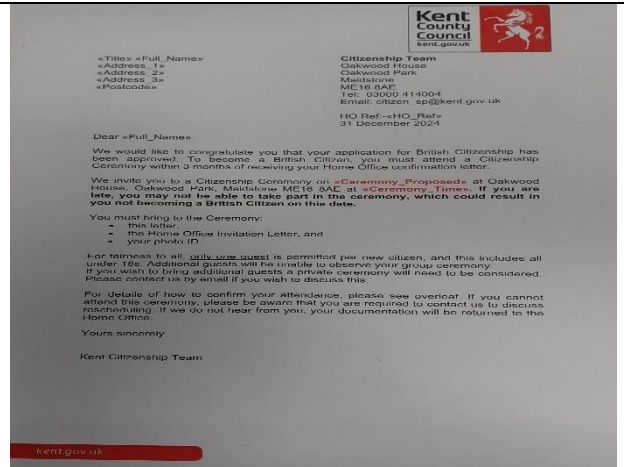 Kent
County
Council
kent.gov.uk
«Title» «Full_Name»
«Address_1»
«Address_2»
«Address_3»
«Postcode»
Citizenship Team
Oakwood House
Oakwood Park
Maidstone
ME16 8AE
Tel: 03000 414004
Email: citizen_sp@kent.gov.uk
HO Ref:-«HO_Ref»
31 December 2024
Dear «Full_Name»
We would like to congratulate you that your application for British Citizenship has
been approved. To become a British Citizen, you must attend a Citizenship
Ceremony within 3 months of receiving your Home Office confirmation letter.
We invite you to a Citizenship Ceremony on «Ceremony_Proposed» at Oakwood
House, Oakwood Park, Maidstone ME16 8AE at «Ceremony_Time». If you are
late, you may not be able to take part in the ceremony, which could result in
you not becoming a British Citizen on this date.
You must bring to the Ceremony:
• this letter,
• the Home Office Invitation Letter, and
• your photo ID
For fairness to all, only one guest is permitted per new citizen, and this includes all
under 18s. Additional guests will be unable to observe your group ceremony.
If you wish to bring additional guests a private ceremony will need to be considered.
Please contact us by email if you wish to discuss this.
For details of how to confirm your attendance, please see overleaf. If you cannot
attend this ceremony, please be aware that you are required to contact us to discuss
rescheduling. If we do not hear from you, your documentation will be returned to the
Home Office.
Yours sincerely
Kent Citizenship Team
kent.gov.uk